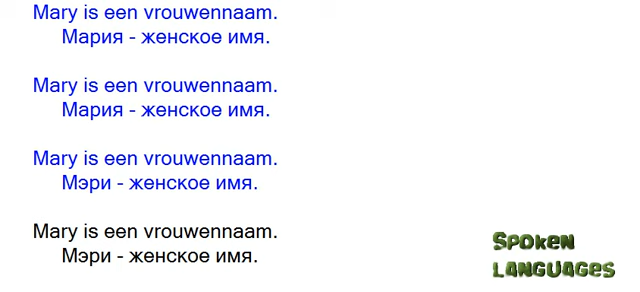 Mary is een vrouwennaam.
Мария - женское имя.
Mary is een vrouwennaam.
Мария - женское имя.
Mary is een vrouwennaam.
Мэри - женское имя.
Mary is een vrouwennaam.
Мэри - женское имя.
Spoken
Languages